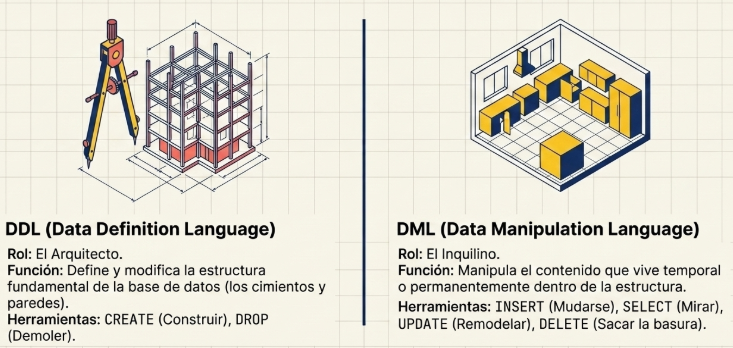 DDL (Data Definition Language)
Rol: El Arquitecto.
Función: Define y modifica la estructura
fundamental de la base de datos (los cimientos y
paredes).
Herramientas: CREATE (Construir), DROP
(Demoler).
DML (Data Manipulation Language)
Rol: El Inquilino.
Función: Manipula el contenido que vive temporal
o permanentemente dentro de la estructura.
Herramientas: INSERT (Mudarse), SELECT (Mirar),
UPDATE (Remodelar), DELETE (Sacar la basura).